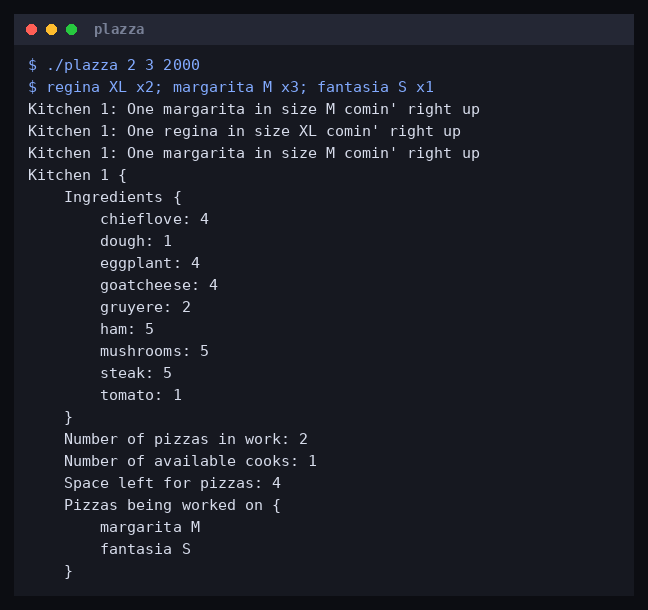 plazza
$ ./plazza 2 3 2000
$ regina XL x2; margarita M x3; fantasia S x1
Kitchen 1: One margarita in size M comin' right up
Kitchen 1: One regina in size XL comin' right up
Kitchen 1: One margarita in size M comin' right up
Kitchen 1 {
    Ingredients {
        chieflove: 4
        dough: 1
        eggplant: 4
        goatcheese: 4
        gruyere: 2
        ham: 5
        mushrooms: 5
        steak: 5
        tomato: 1
    }
    Number of pizzas in work: 2
    Number of available cooks: 1
    Space left for pizzas: 4
    Pizzas being worked on {
        margarita M
        fantasia S
    }